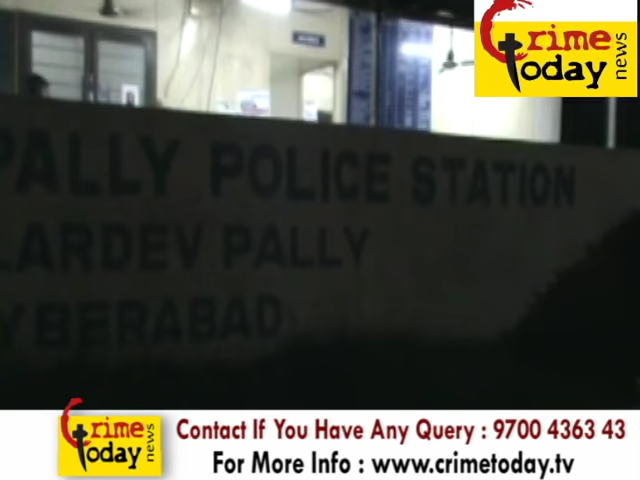 Crime
Today
news
PALLY POLICE STATION
LARDEV PALLY
YBERABAD
Crime
Today
news
Contact If You Have Any Query : 9700 4363 43
For More Info : www.crimetoday.tv